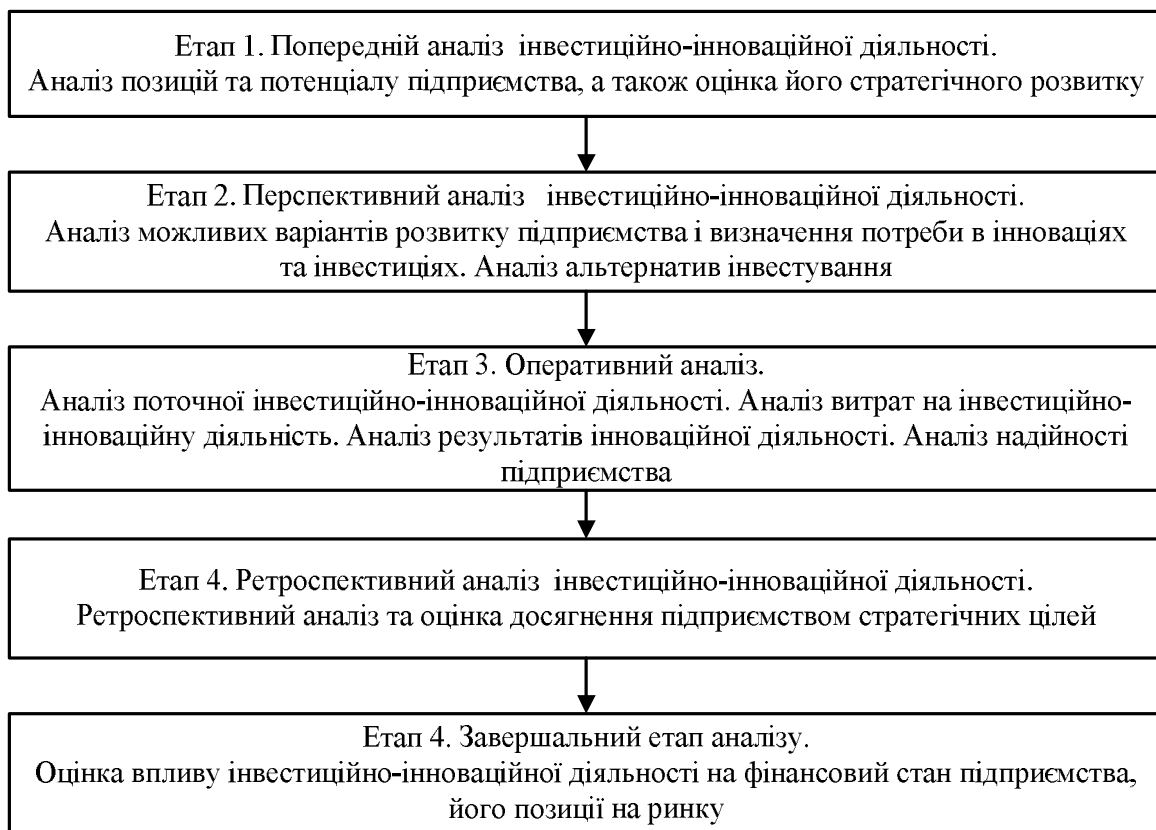 Етап 1. Попередній аналіз інвестиційно-інноваційної діяльності.
Аналіз позицій та потенціалу підприємства, а також оцінка його стратегічного розвитку
Етап 2. Перспективний аналіз інвестиційно-інноваційної діяльності.
Аналіз можливих варіантів розвитку підприємства і визначення потреби в інноваціях
та інвестиціях. Аналіз альтернатив інвестування
Етап 3. Оперативний аналіз.
Аналіз поточної інвестиційно-інноваційної діяльності. Аналіз витрат на інвестиційно-
інноваційну діяльність. Аналіз результатів інноваційної діяльності. Аналіз надійності
підприємства
Етап 4. Ретроспективний аналіз інвестиційно-інноваційної діяльності.
Ретроспективний аналіз та оцінка досягнення підприємством стратегічних цілей
Етап 4. Завершальний етап аналізу.
Оцінка впливу інвестиційно-інноваційної діяльності на фінансовий стан підприємства,
його позиції на ринку